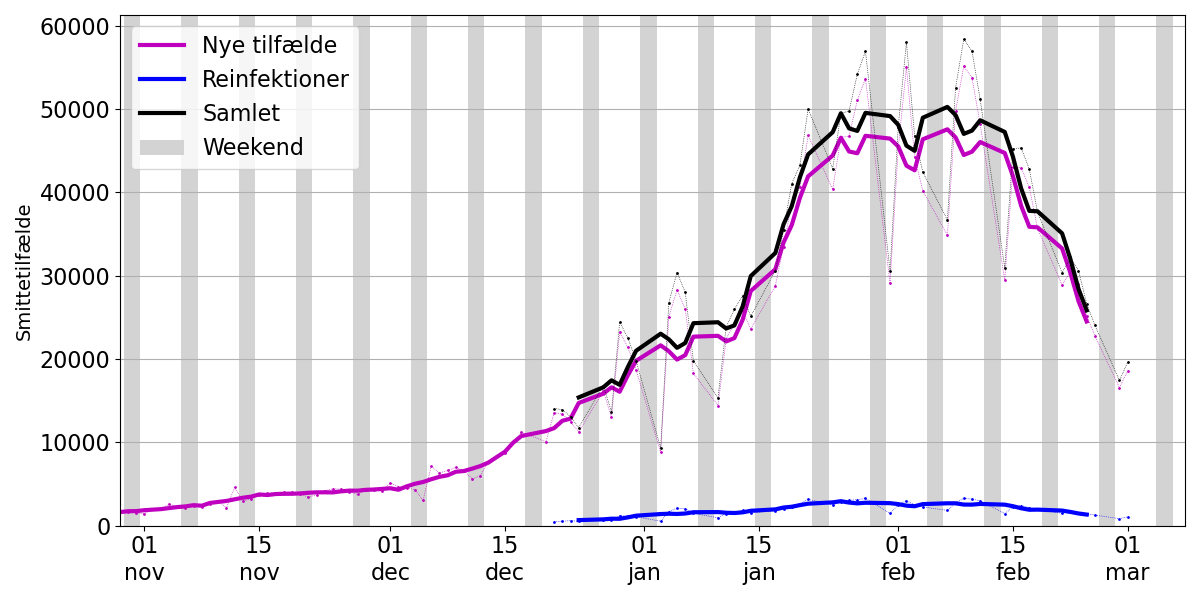 60000
50000
40000
30000
20000
10000
0
Smittetilfælde
Nye tilfælde
Reinfektioner
Samlet
Weekend
01 15 01 15 01 15 01 15 01
nov nov dec dec jan jan feb feb mar